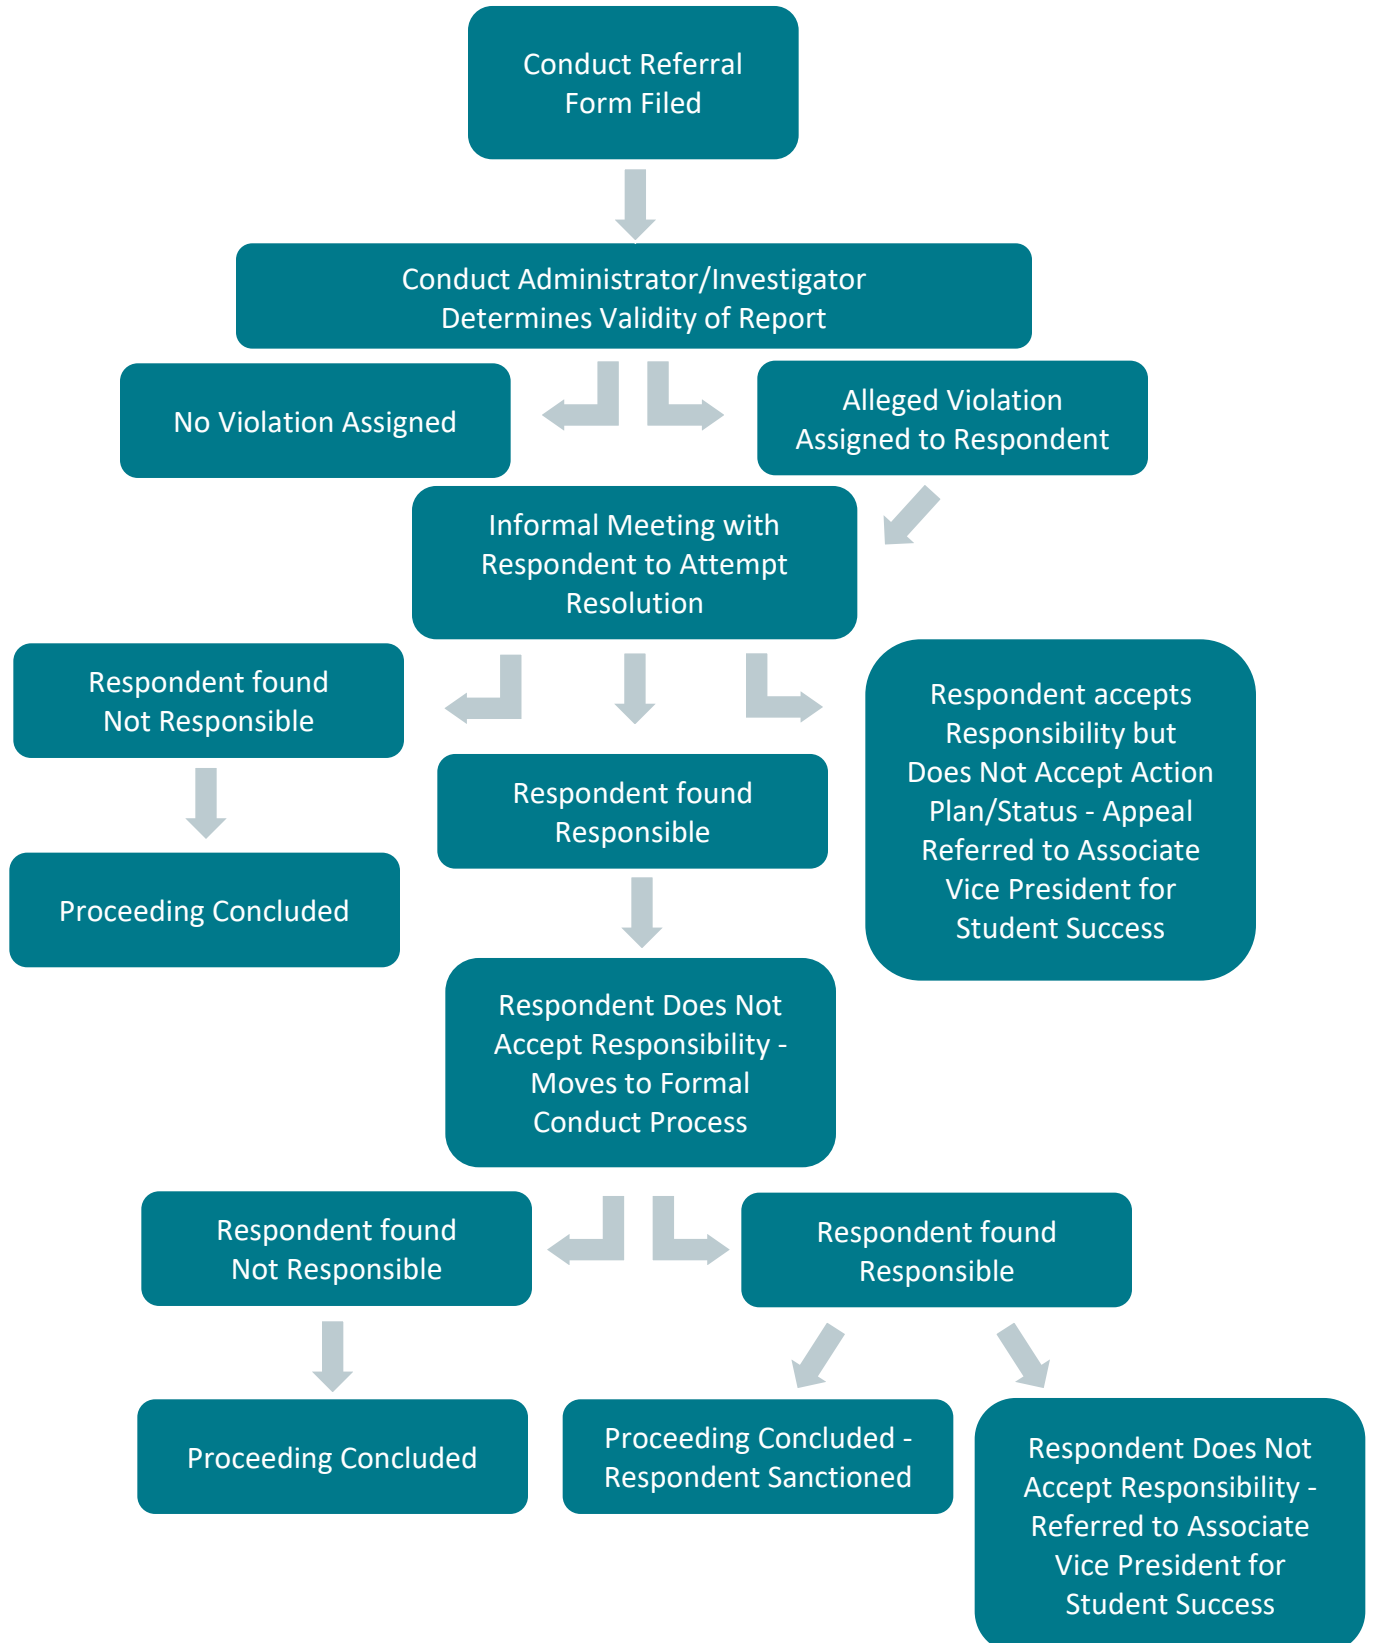 Conduct Referral
Form Filed
Conduct Administrator/Investigator
Determines Validity of Report
No Violation Assigned
Alleged Violation
Assigned to Respondent
Informal Meeting with
Respondent to Attempt
Resolution
Respondent found
Not Responsible
Proceeding Concluded
Respondent found
Responsible
Respondent accepts
Responsibility but
Does Not Accept Action
Plan/Status - Appeal
Referred to Associate
Vice President for
Student Success
Respondent Does Not
Accept Responsibility -
Moves to Formal
Conduct Process
Respondent found
Not Responsible
Respondent found
Responsible
Proceeding Concluded
Proceeding Concluded -
Respondent Sanctioned
Respondent Does Not
Accept Responsibility -
Referred to Associate
Vice President for
Student Success